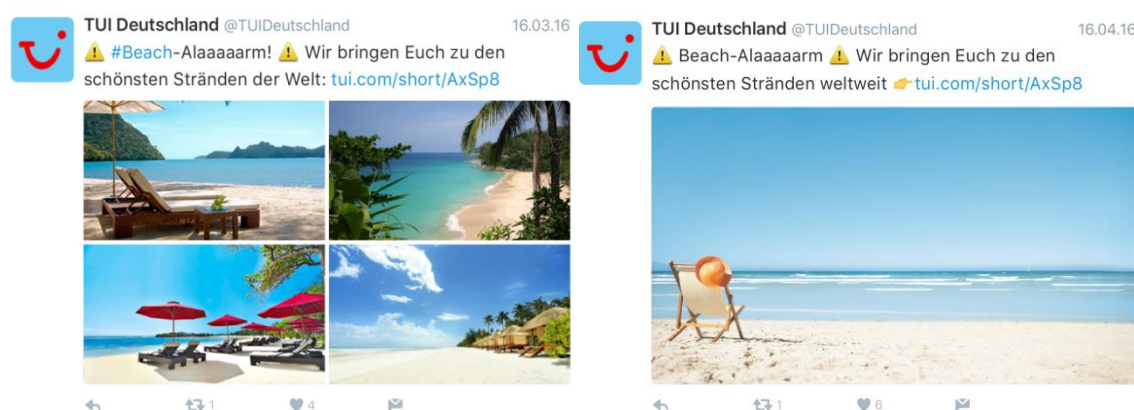 TUI Deutschland @TUIDeutschland 16.03.16
⚠️ #Beach-Alaaaaarm! ⚠️ Wir bringen Euch zu den
schönsten Stränden der Welt: tui.com/short/AxSp8
1 4
TUI Deutschland @TUIDeutschland 16.04.16
⚠️ Beach-Alaaaaarm ⚠️ Wir bringen Euch zu den
schönsten Stränden weltweit 👉 tui.com/short/AxSp8
1 6